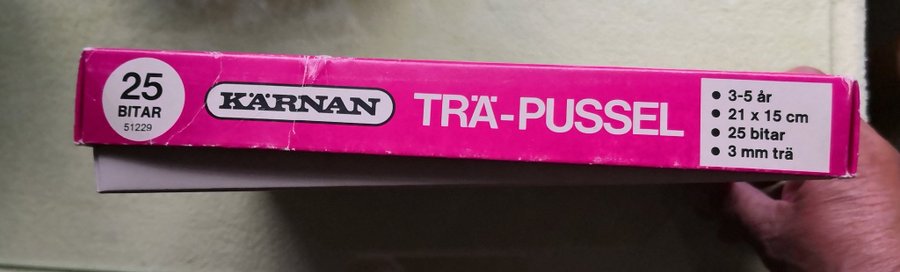 25
BITAR
51229
KÄRNAN
TRÄ-PUSSEL
• 3-5 år
• 21 x 15 cm
• 25 bitar
• 3 mm trä